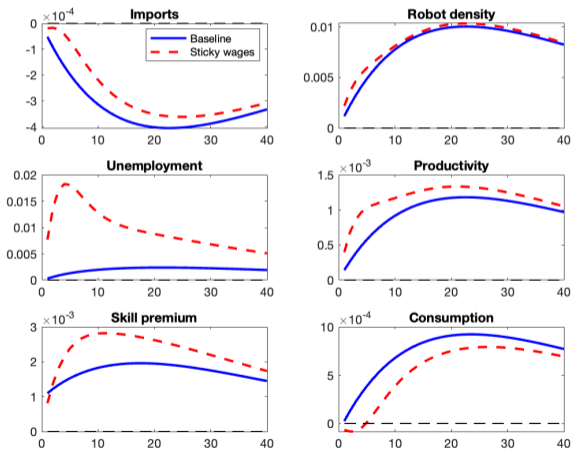 Imports
× 10⁻⁴
0
-1
-2
-3
-4
0 10 20 30 40
Baseline
Sticky wages
Robot density
0.01
0.005
0
0 10 20 30 40
Unemployment
0.02
0.015
0.01
0.005
0
0 10 20 30 40
Productivity
1.5 ×10⁻³
1
0.5
0
0 10 20 30 40
Skill premium
3 × 10⁻³
2
1
0
0 10 20 30 40
Consumption
10 × 10⁻⁴
5
0
0 10 20 30 40